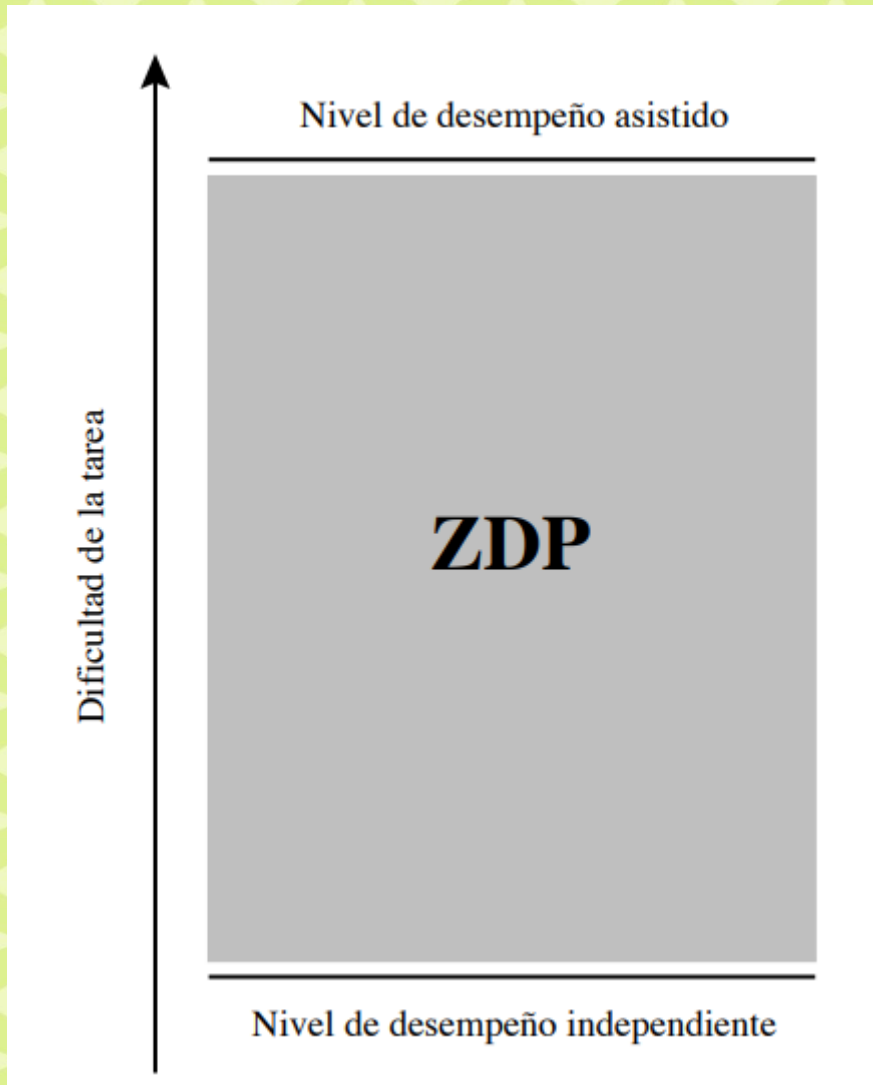 Nivel de desempeño asistido
Dificultad de la tarea
ZDP
Nivel de desempeño independiente